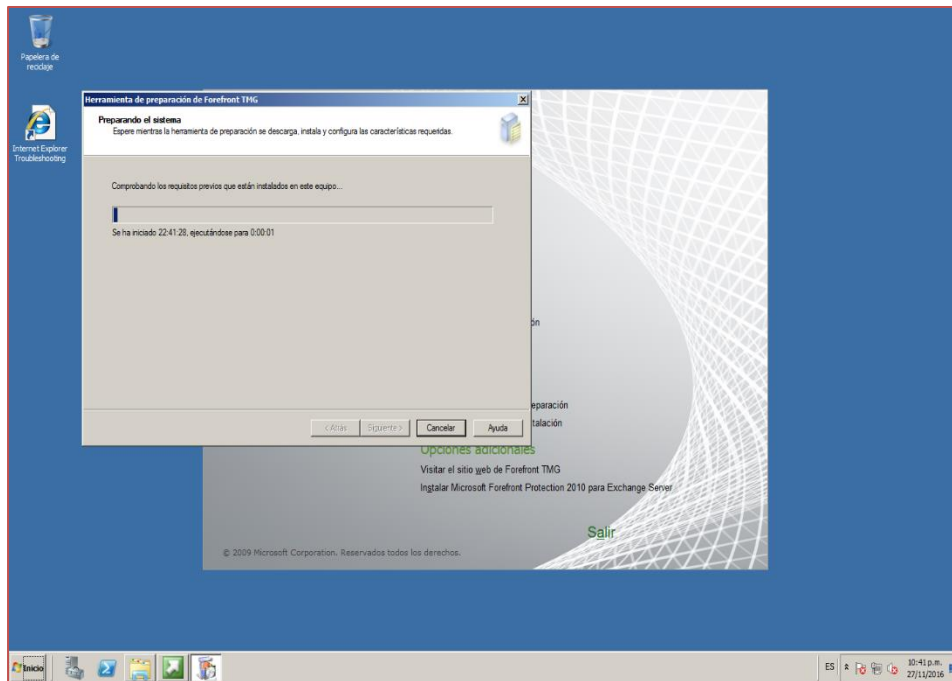 Papelera de
reciclaje
Internet Explorer
Troubleshooting
Herramienta de preparación de Forefront TMG
Preparando el sistema
Espere mientras la herramienta de preparación se descarga, instala y configura las características requeridas.
Comprobando los requisitos previos que están instalados en este equipo...
Se ha iniciado 22:41:28, ejecutándose para 0:00:01
< Atrás
Siguiente >
Cancelar
Ayuda
ón
eparación
talación
Opciones adicionales
Visitar el sitio web de Forefront TMG
Instalar Microsoft Forefront Protection 2010 para Exchange Server
Salir
© 2009 Microsoft Corporation. Reservados todos los derechos.
Inicio
ES
10:41 p.m.
27/11/2016